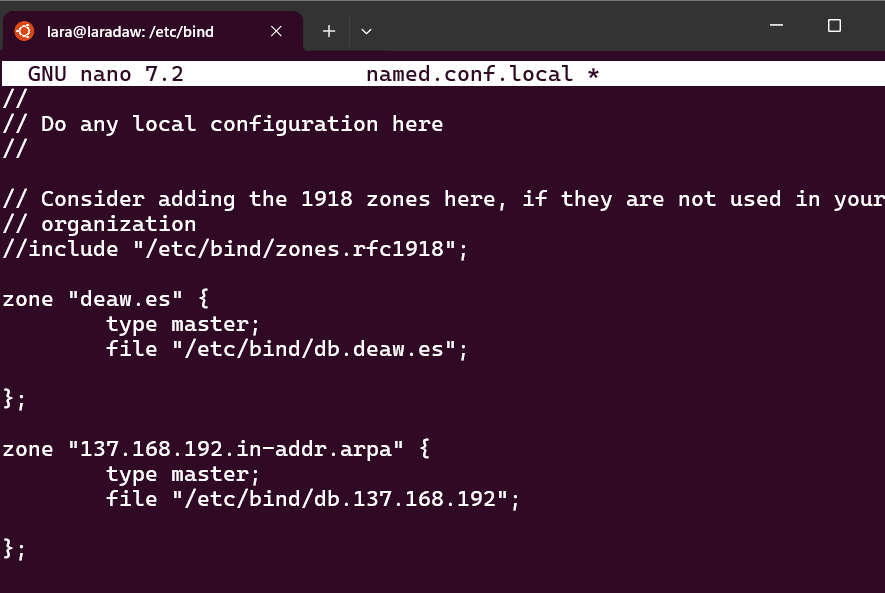 lara@laradaw: /etc/bind
GNU nano 7.2 named.conf.local *
//
// Do any local configuration here
//
// Consider adding the 1918 zones here, if they are not used in your
// organization
//include "/etc/bind/zones.rfc1918";
zone "deaw.es" {
type master;
file "/etc/bind/db.deaw.es";
};
zone "137.168.192.in-addr.arpa" {
type master;
file "/etc/bind/db.137.168.192";
};